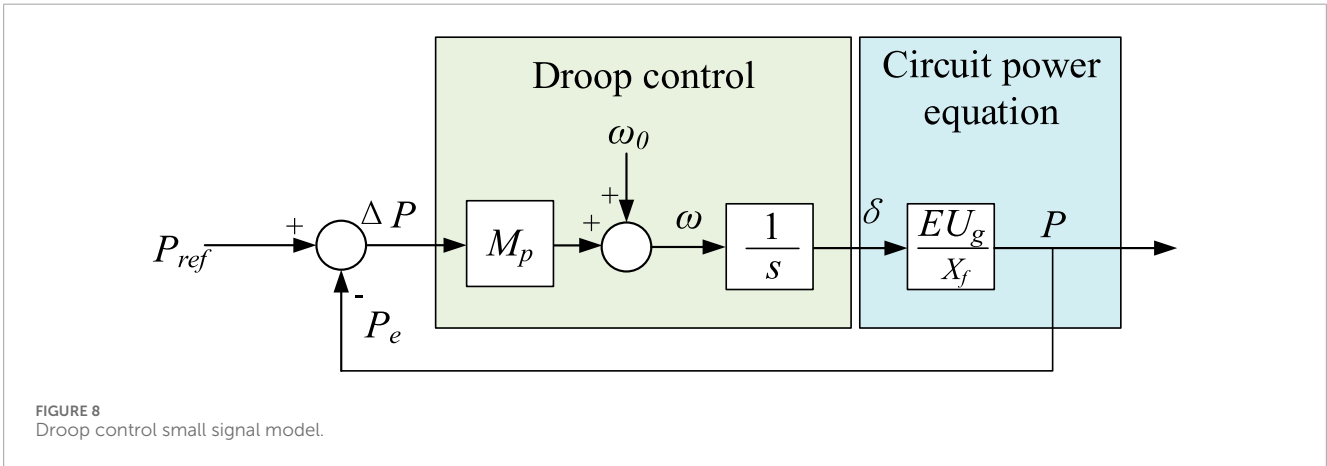 Droop control
Circuit power
equation
ω0
+
+
+
ΔP
Mp
ω
1
s
δ
EUg
Xf
P
Pref
-
Pe
FIGURE 8
Droop control small signal model.